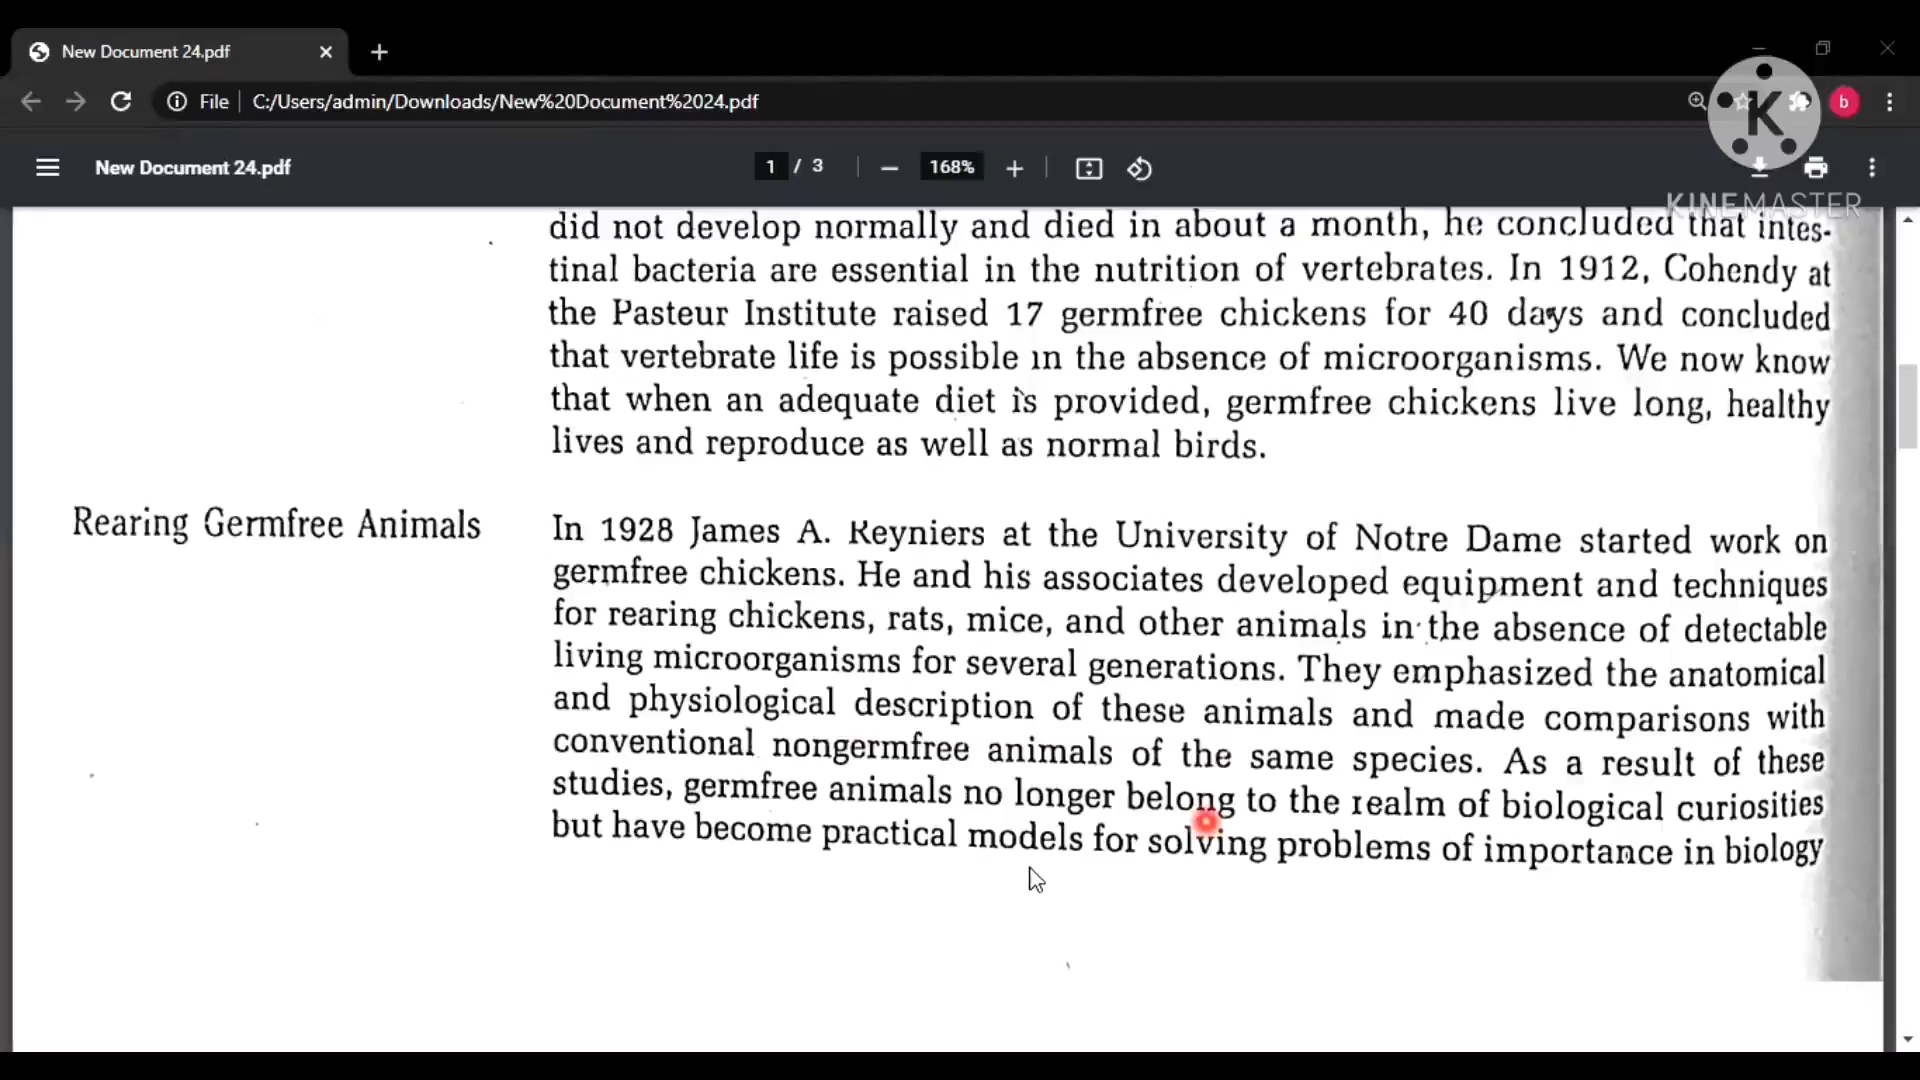 New Document 24.pdf
File
C:/Users/admin/Downloads/New%20Document%2024.pdf
b
New Document 24.pdf
1 / 3
168%
K
KINEMASTER
did not develop normally and died in about a month, he concluded that intes-
tinal bacteria are essential in the nutrition of vertebrates. In 1912, Cohendy at
the Pasteur Institute raised 17 germfree chickens for 40 days and concluded
that vertebrate life is possible in the absence of microorganisms. We now know
that when an adequate diet is provided, germfree chickens live long, healthy
lives and reproduce as well as normal birds.
Rearing Germfree Animals
In 1928 James A. Reyniers at the University of Notre Dame started work on
germfree chickens. He and his associates developed equipment and techniques
for rearing chickens, rats, mice, and other animals in the absence of detectable
living microorganisms for several generations. They emphasized the anatomical
and physiological description of these animals and made comparisons with
conventional nongermfree animals of the same species. As a result of these
studies, germfree animals no longer belong to the realm of biological curiosities
but have become practical models for solving problems of importance in biology